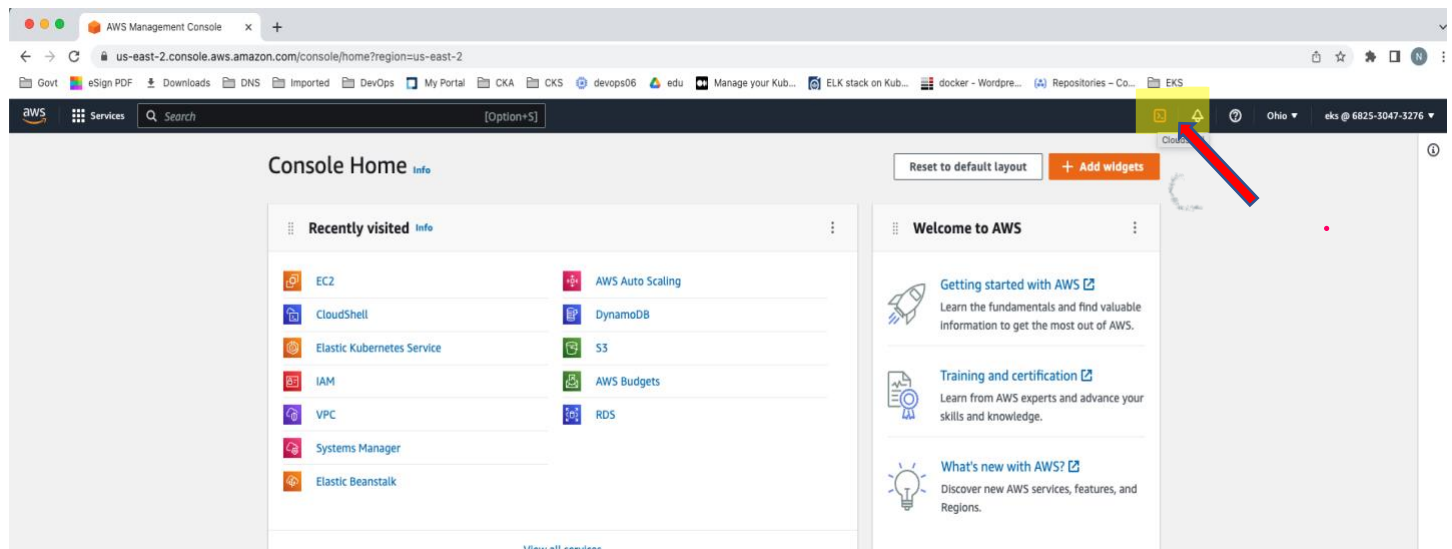 AWS Management Console
us-east-2.console.aws.amazon.com/console/home?region=us-east-2
N
Govt eSign PDF Downloads DNS Imported DevOps My Portal CKA CKS devops06 edu Manage your Kub... ELK stack on Kub... docker - Wordpre... Repositories – Co... EKS
aws Services Search [Option+S] Ohio eks @ 6825-3047-3276
Console Home Info
Reset to default layout + Add widgets
Recently visited Info
EC2
CloudShell
Elastic Kubernetes Service
IAM
VPC
Systems Manager
Elastic Beanstalk
AWS Auto Scaling
DynamoDB
S3
AWS Budgets
RDS
View all services
Welcome to AWS
Getting started with AWS
Learn the fundamentals and find valuable
information to get the most out of AWS.
Training and certification
Learn from AWS experts and advance your
skills and knowledge.
What's new with AWS?
Discover new AWS services, features, and
Regions.